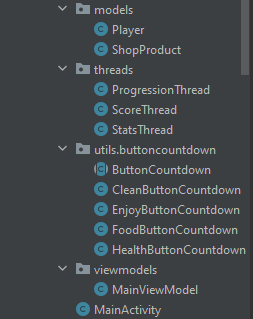 models
Player
ShopProduct
threads
ProgressionThread
ScoreThread
StatsThread
utils.buttoncountdown
ButtonCountdown
CleanButtonCountdown
EnjoyButtonCountdown
FoodButtonCountdown
HealthButtonCountdown
viewmodels
MainViewModel
MainActivity